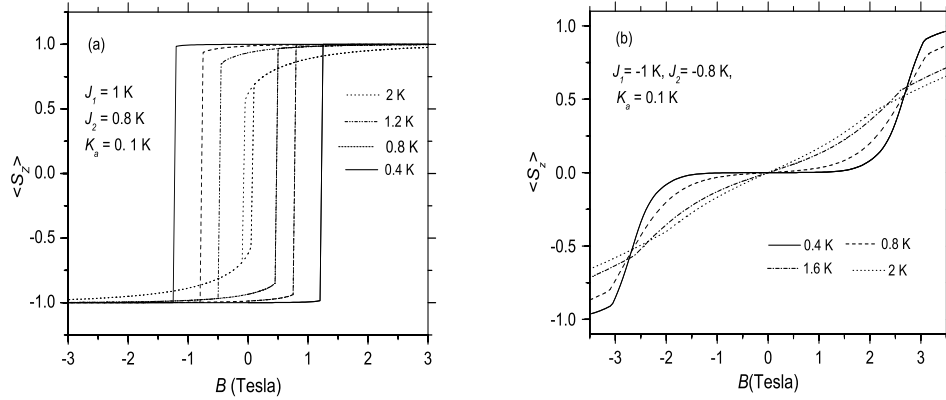 (a)
J₁ = 1 K
J₂ = 0.8 K
Kₐ = 0.1 K
2 K
1.2 K
0.8 K
0.4 K
<S_Z>
1.0
0.5
0.0
-0.5
-1.0
-3 -2 -1 0 1 2 3
B (Tesla)
(b)
J₁ = -1 K, J₂ = -0.8 K,
Kₐ = 0.1 K
0.4 K 0.8 K
1.6 K 2 K
<S_Z>
1.0
0.5
0.0
-0.5
-1.0
-3 -2 -1 0 1 2 3
B(Tesla)